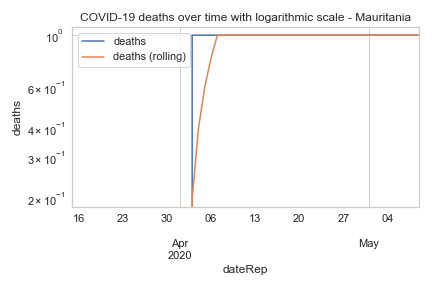 COVID-19 deaths over time with logarithmic scale - Mauritania
deaths
deaths (rolling)
10⁰
6 × 10⁻¹
4 × 10⁻¹
3 × 10⁻¹
2 × 10⁻¹
deaths
16 23 30 06 13 20 27 04
Apr May
2020
dateRep